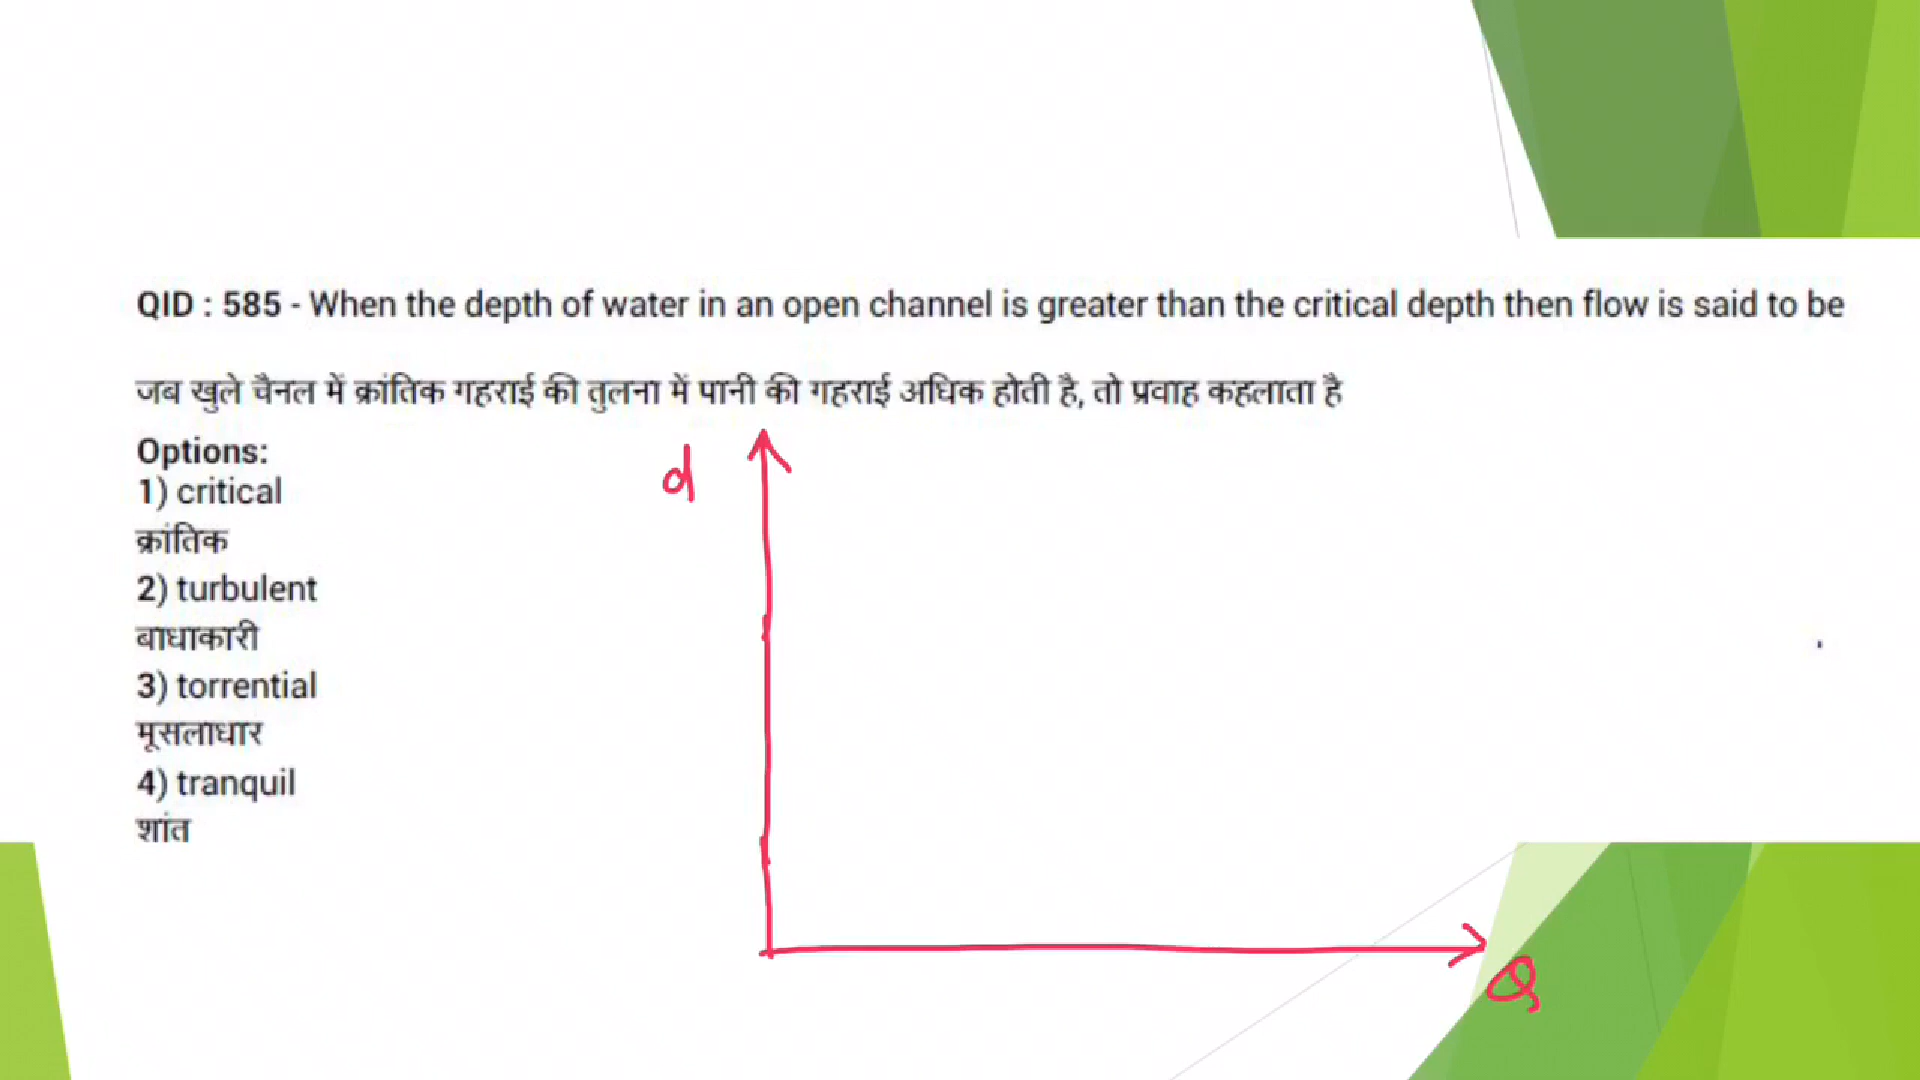 QID : 585 - When the depth of water in an open channel is greater than the critical depth then flow is said to be
जब खुले चैनल में क्रांतिक गहराई की तुलना में पानी की गहराई अधिक होती है, तो प्रवाह कहलाता है
Options:
1) critical
क्रांतिक
2) turbulent
बाधाकारी
3) torrential
मूसलाधार
4) tranquil
शांत
d
Q